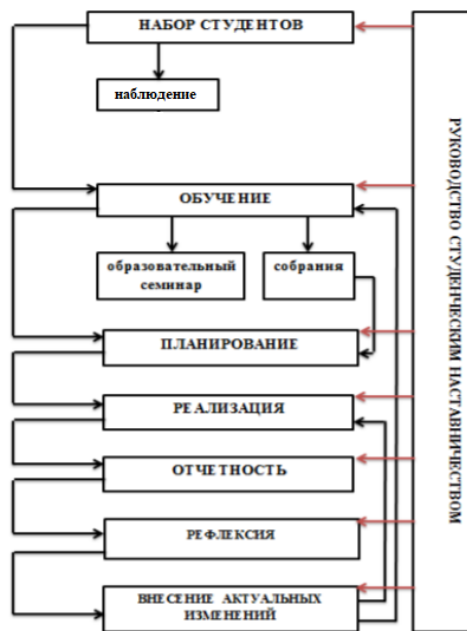 НАБОР СТУДЕНТОВ
наблюдение
ОБУЧЕНИЕ
образовательный
семинар
собрания
ПЛАНИРОВАНИЕ
РЕАЛИЗАЦИЯ
ОТЧЕТНОСТЬ
РЕФЛЕКСИЯ
ВНЕСЕНИЕ АКТУАЛЬНЫХ
ИЗМЕНЕНИЙ
РУКОВОДСТВО СТУДЕНЧЕСКИМ НАСТАВНИЧЕСТВОМ